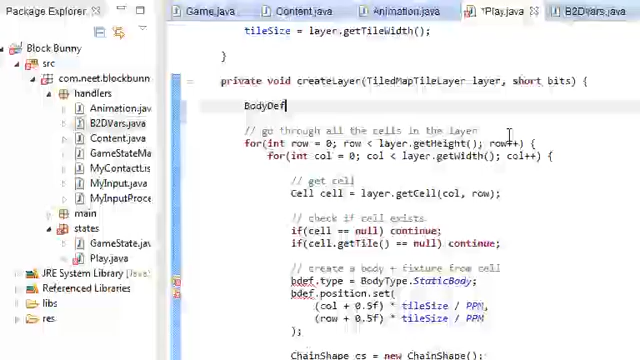 Package Explorer
Game.java
Content.java
Animation.java
*Play.java
B2DVars.java
Block Bunny
src
com.neet.blockbunny
handlers
Animation.java
B2DVars.java
Content.java
GameStateMa
MyContactLis
MyInput.java
MyInputProce
main
states
GameState.jav
Play.java
JRE System Library [Java
Referenced Libraries
libs
res
tileSize = layer.getTileWidth();
}
private void createLayer(TiledMapTileLayer layer, short bits) {
BodyDef
// go through all the cells in the layer
for(int row = 0; row < layer.getHeight(); row++) {
for(int col = 0; col < layer.getWidth(); col++) {
// get cell
Cell cell = layer.getCell(col, row);
// check if cell exists
if(cell == null) continue;
if(cell.getTile() == null) continue;
// create a body + fixture from cell
bdef.type = BodyType.StaticBody;
bdef.position.set(
(col + 0.5f) * tileSize / PPM,
(row + 0.5f) * tileSize / PPM
);
ChainShape cs = new ChainShape();